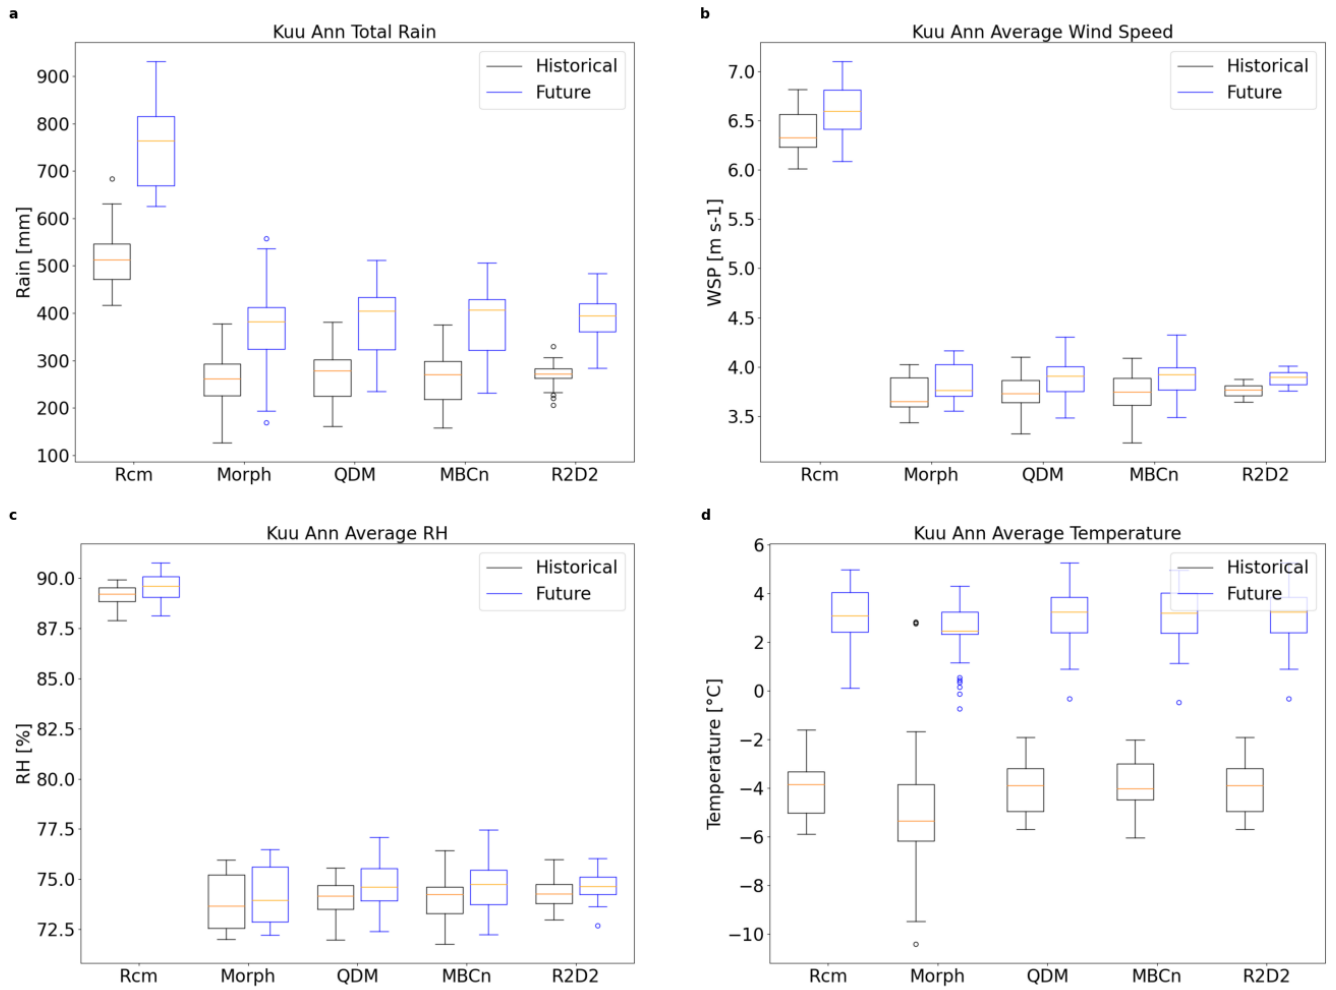 a
Kuu Ann Total Rain
Historical
Future
Rain [mm]
900
800
700
600
500
400
300
200
100
Rcm Morph QDM MBCn R2D2
b
Kuu Ann Average Wind Speed
Historical
Future
WSP [m s-1]
7.0
6.5
6.0
5.5
5.0
4.5
4.0
3.5
Rcm Morph QDM MBCn R2D2
c
Kuu Ann Average RH
Historical
Future
RH [%]
90.0
87.5
85.0
82.5
80.0
77.5
75.0
72.5
Rcm Morph QDM MBCn R2D2
d
Kuu Ann Average Temperature
Historical
Future
Temperature [°C]
6
4
2
0
−2
−4
−6
−8
−10
Rcm Morph QDM MBCn R2D2